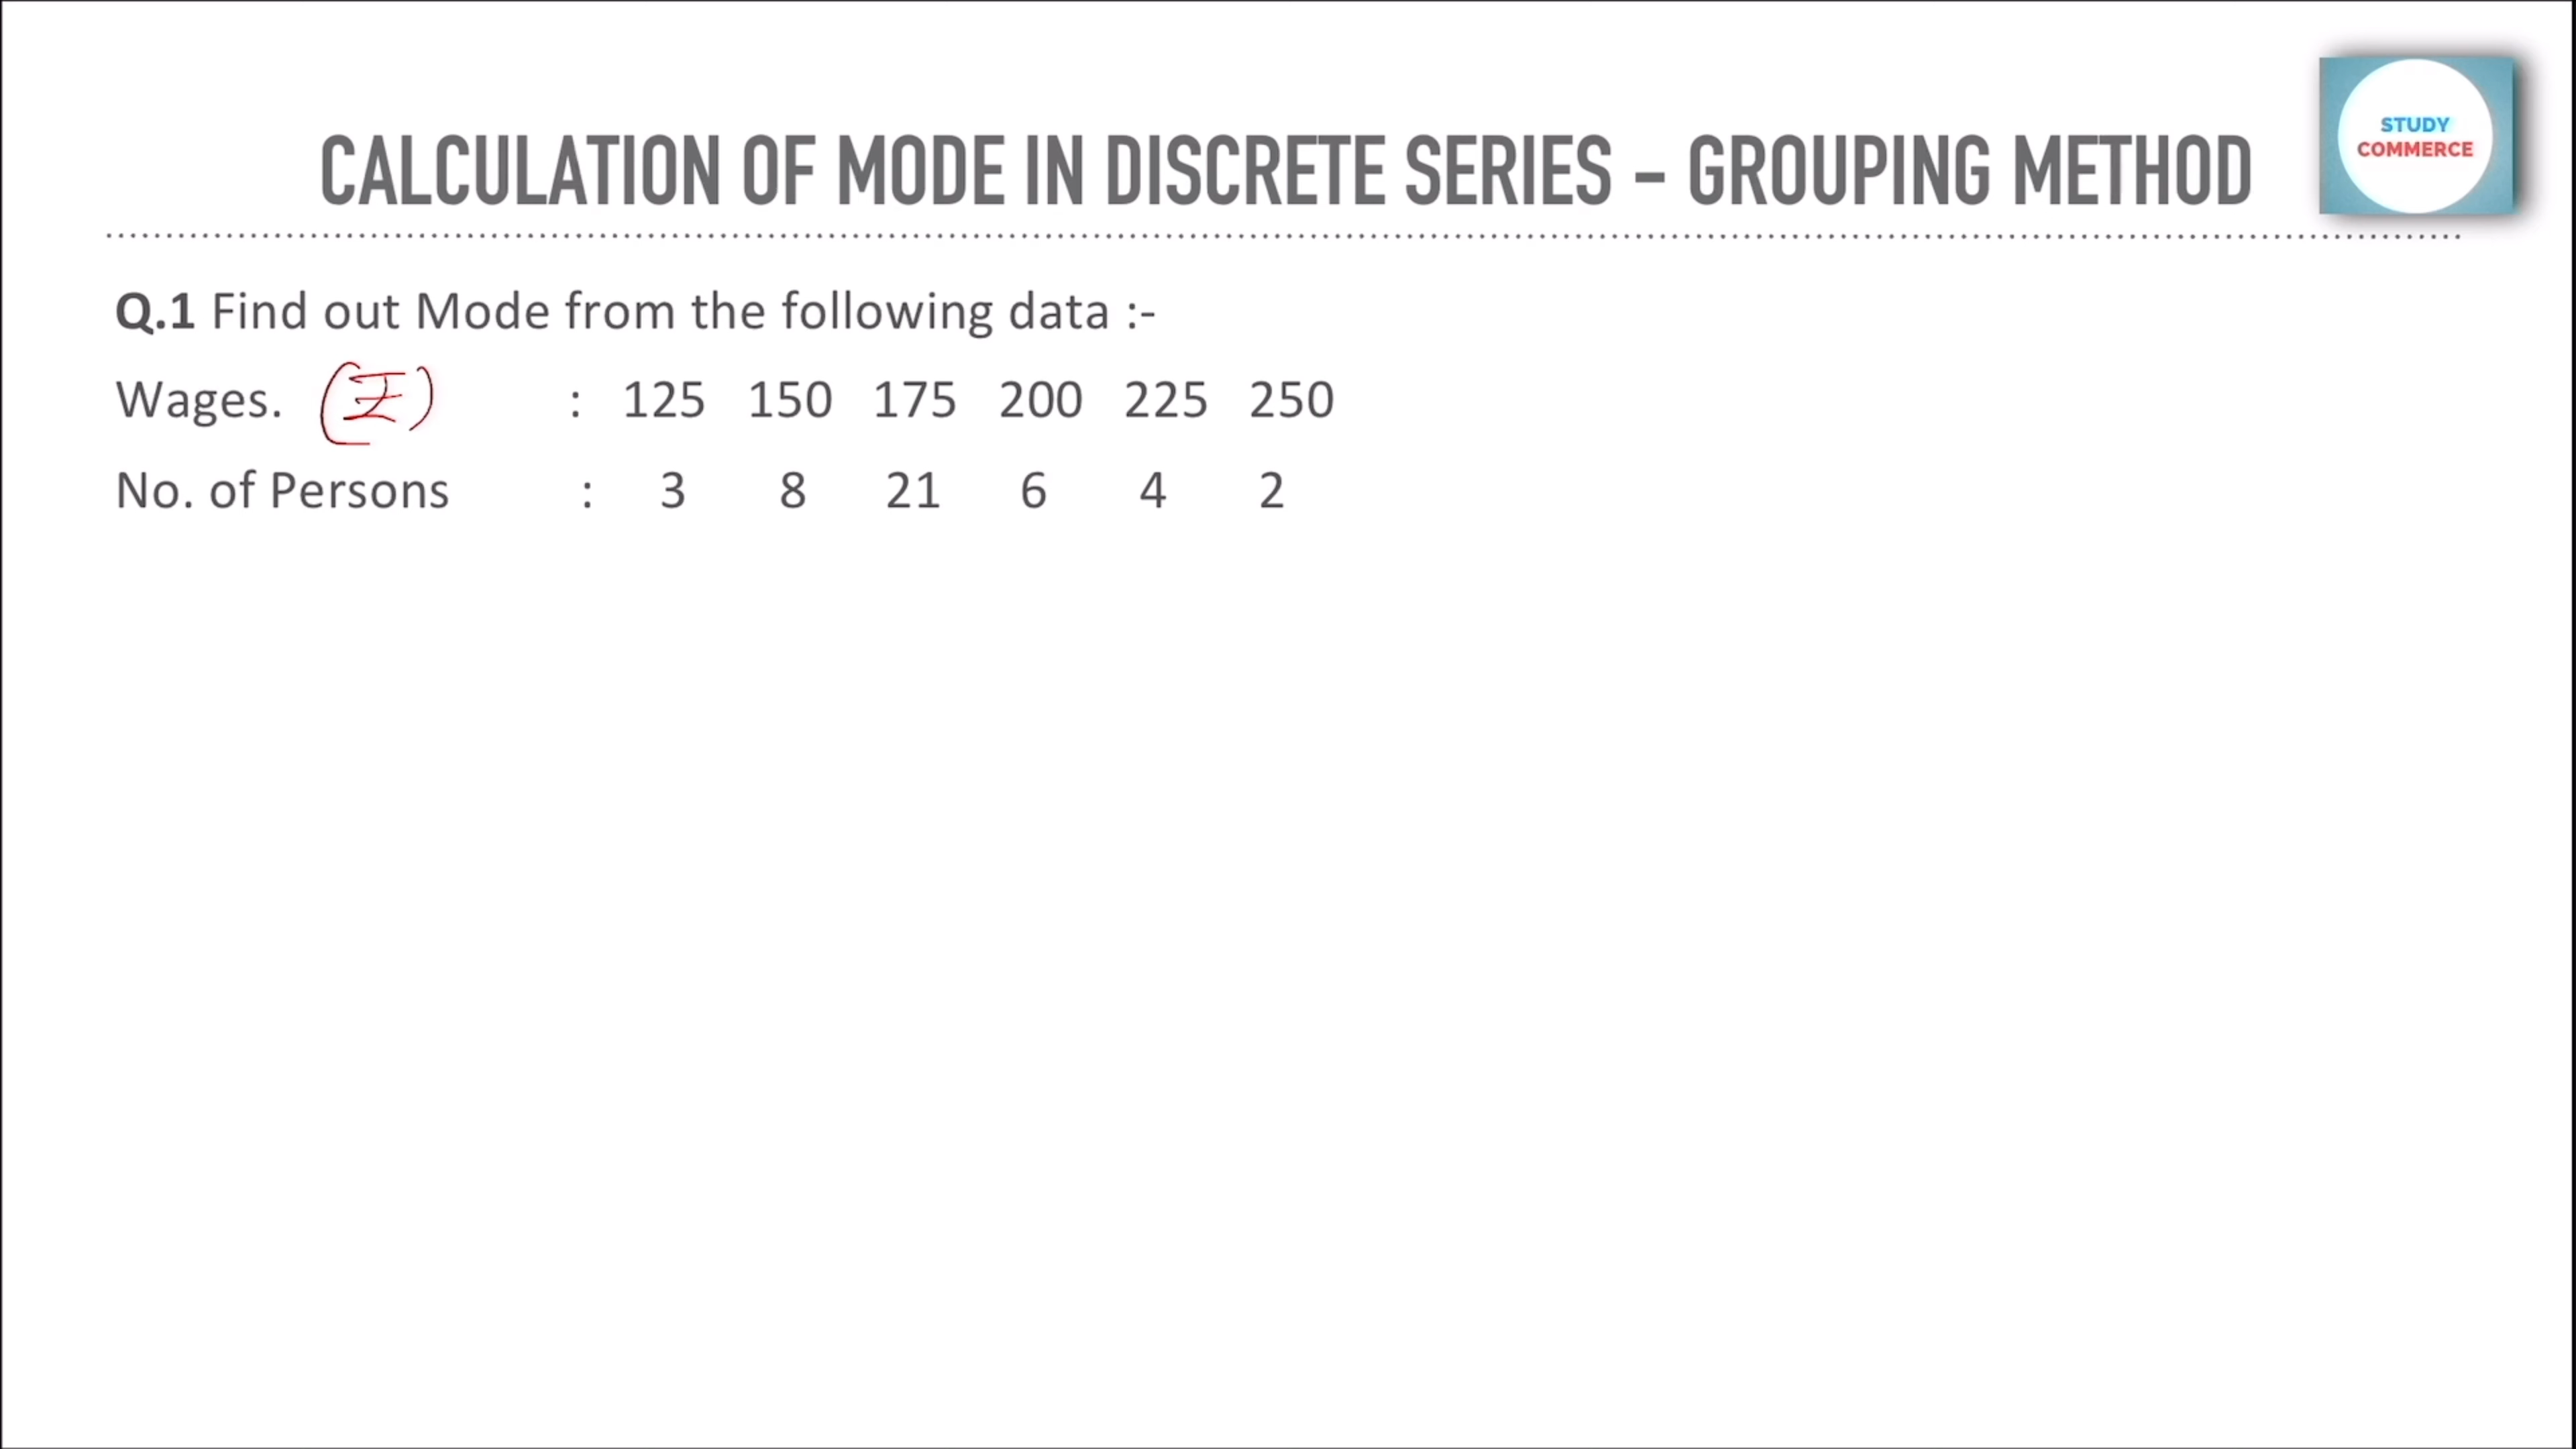 STUDY
COMMERCE
CALCULATION OF MODE IN DISCRETE SERIES - GROUPING METHOD
Q.1 Find out Mode from the following data :-
Wages. (₹) : 125 150 175 200 225 250
No. of Persons : 3 8 21 6 4 2